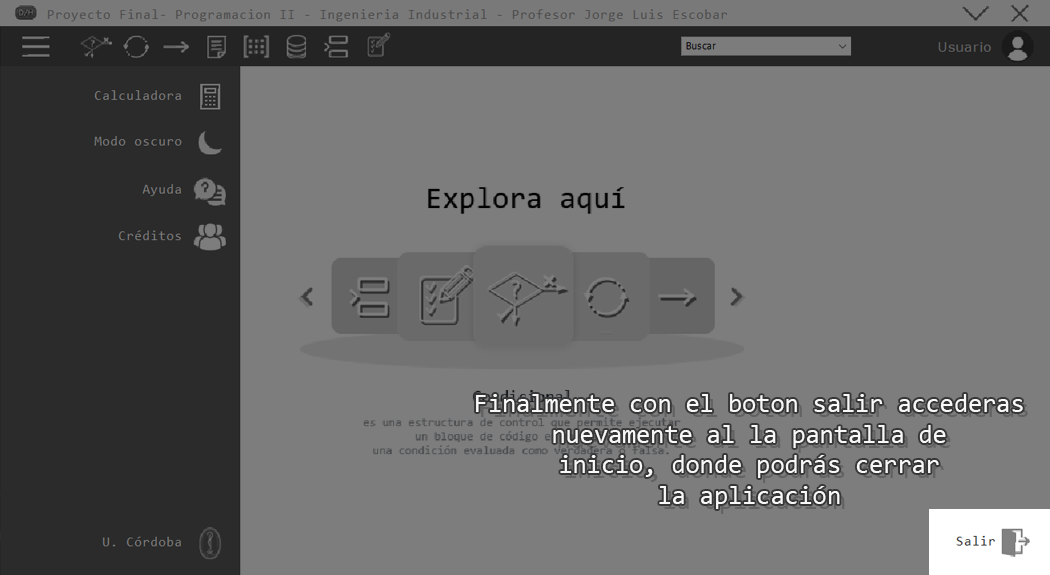 D/H Proyecto Final- Programacion II - Ingenieria Industrial - Profesor Jorge Luis Escobar
Buscar
Usuario
Calculadora
Modo oscuro
Ayuda
Créditos
Explora aquí
Condicional
es una estructura de control que permite ejecutar
un bloque de código
una condición evaluada como verdadera o falsa.
Finalmente con el boton salir accederas
nuevamente al la pantalla de
inicio, donde podrás cerrar
la aplicación
U. Córdoba
Salir